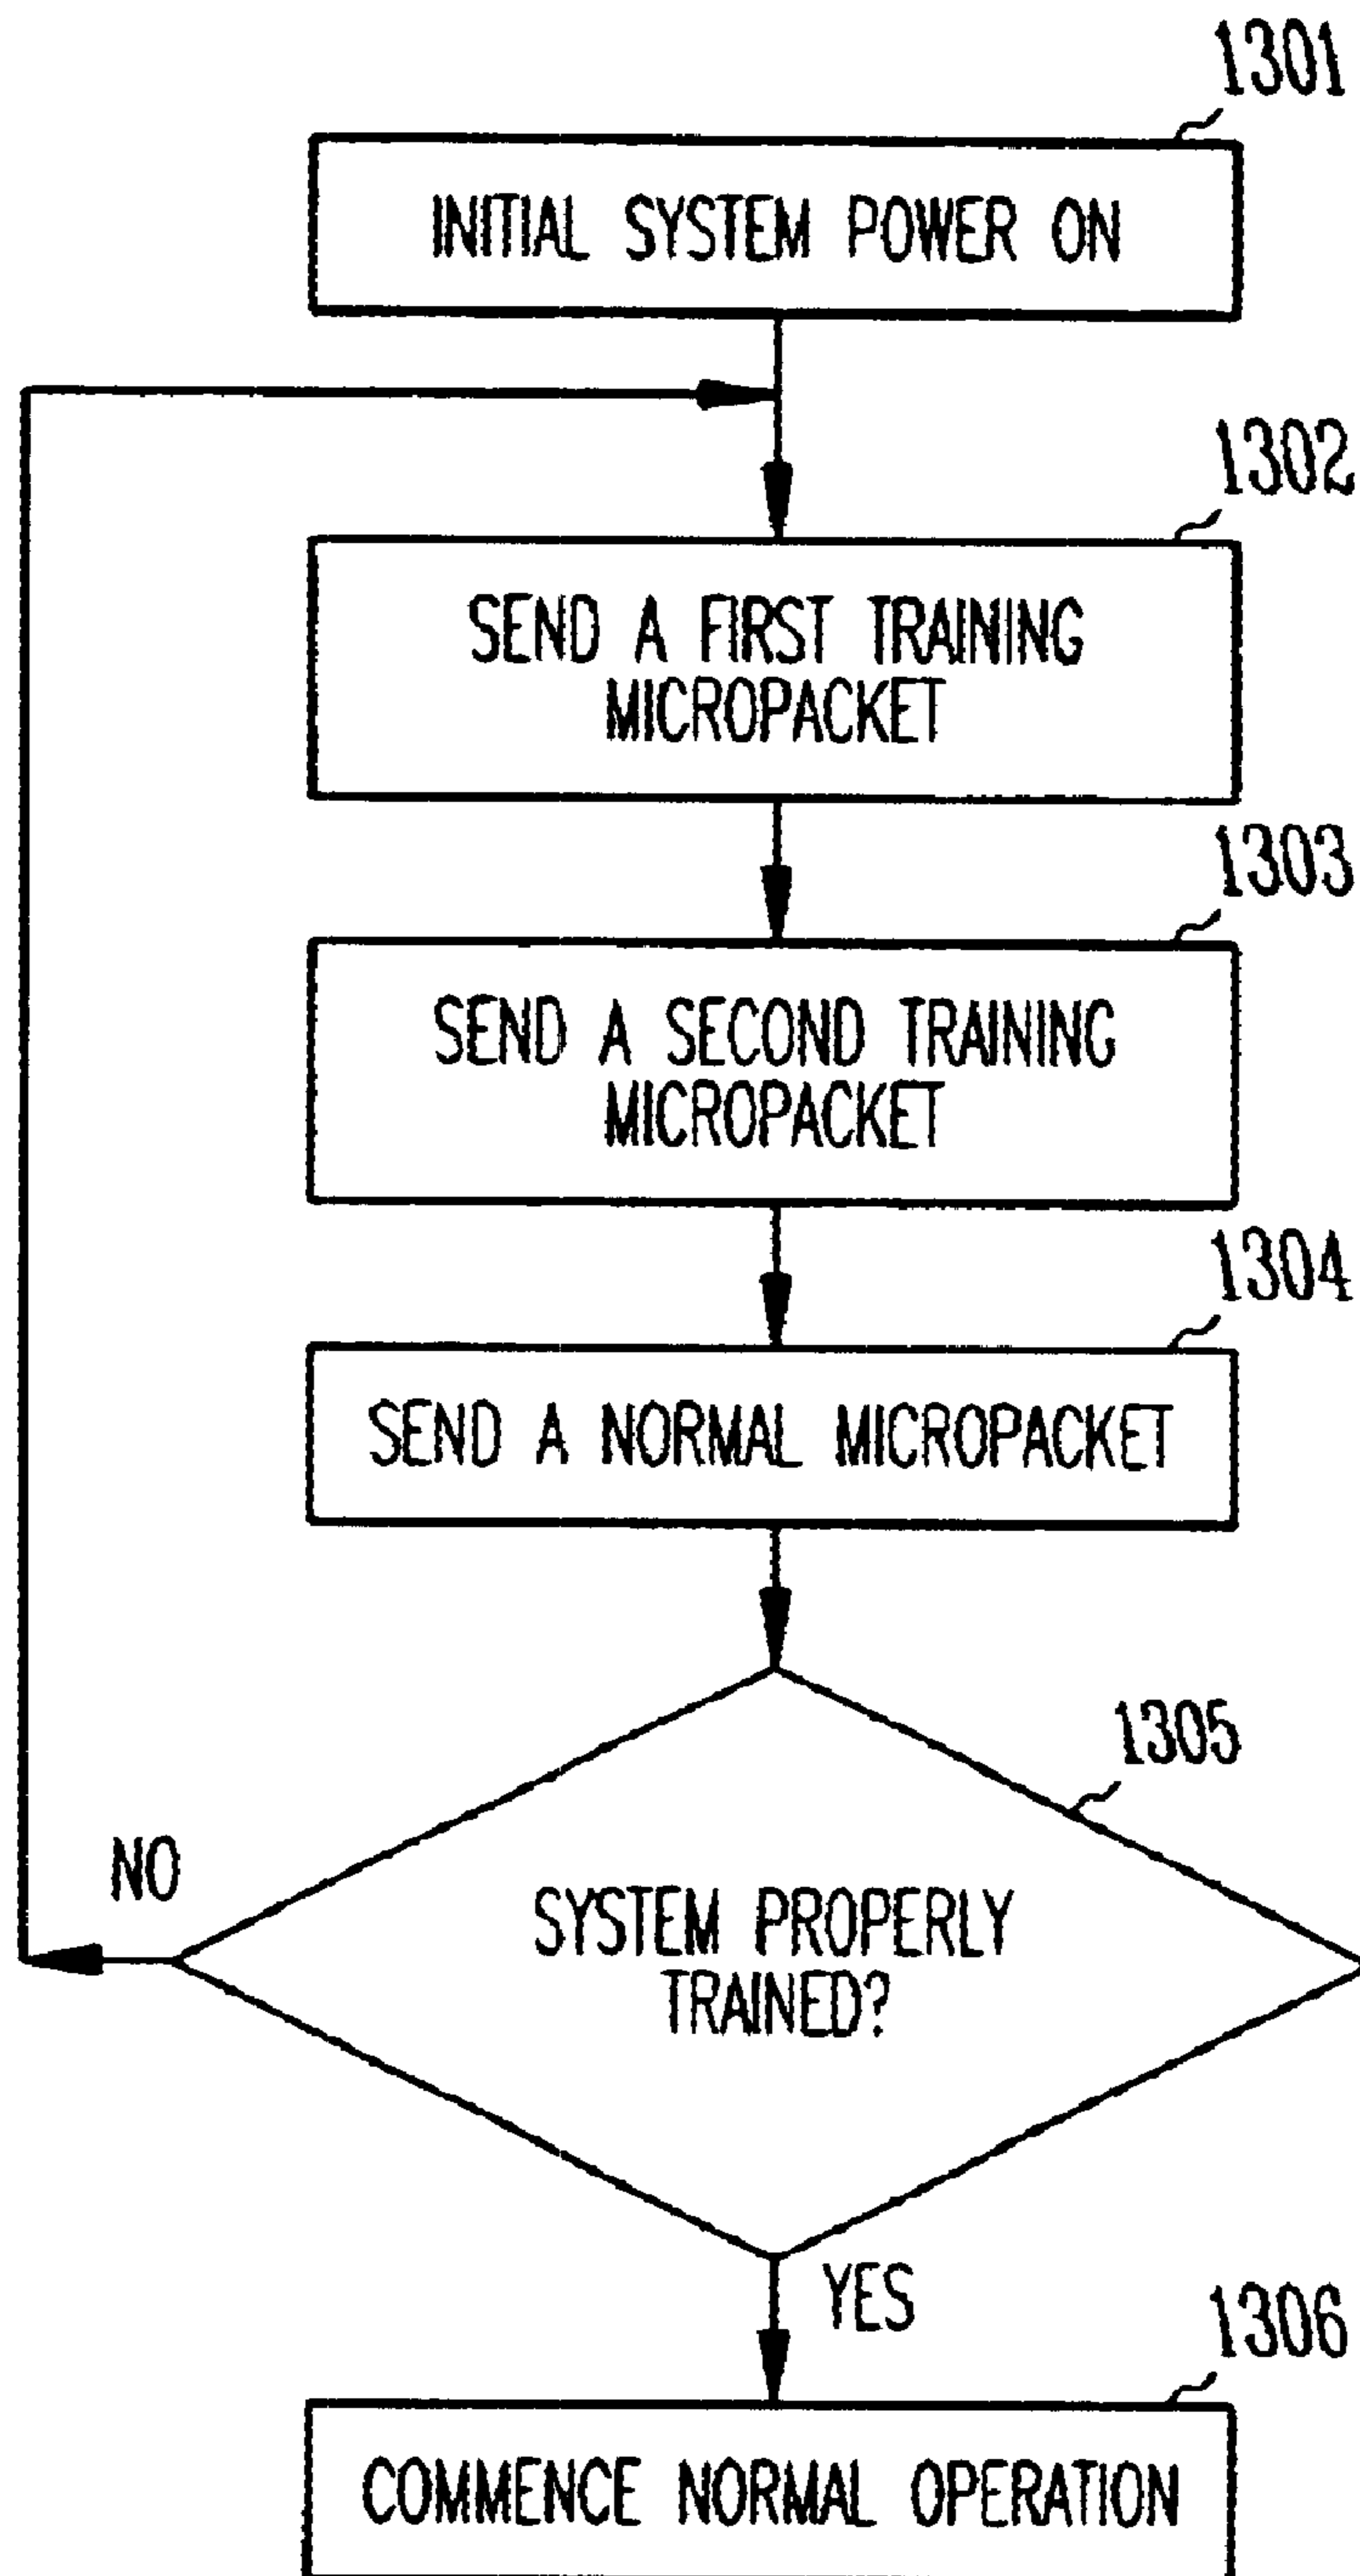 1301
INITIAL SYSTEM POWER ON
1302
SEND A FIRST TRAINING
MICROPACKET
1303
SEND A SECOND TRAINING
MICROPACKET
1304
SEND A NORMAL MICROPACKET
1305
NO
SYSTEM PROPERLY
TRAINED?
YES
1306
COMMENCE NORMAL OPERATION